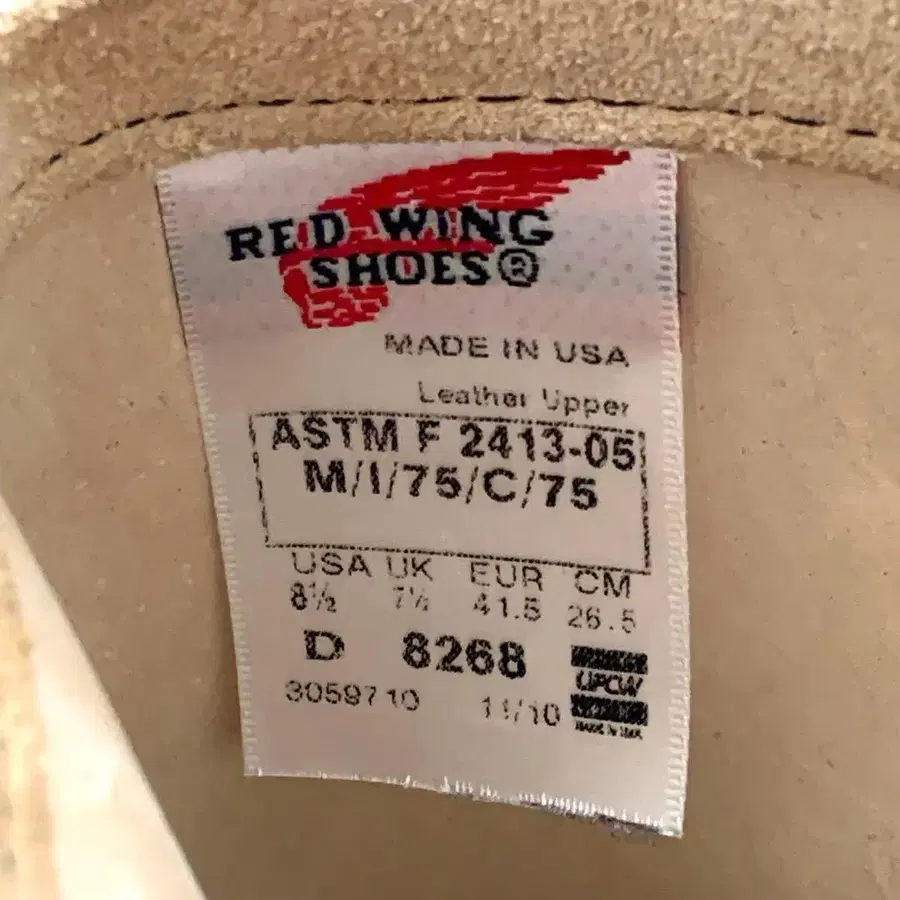 RED WING
SHOES®
MADE IN USA
Leather Upper
ASTM F 2413-05
M/I/75/C/75
USA UK EUR CM
8½ 7½ 41.5 26.5
D 8268
UPCW
3059710 11/10